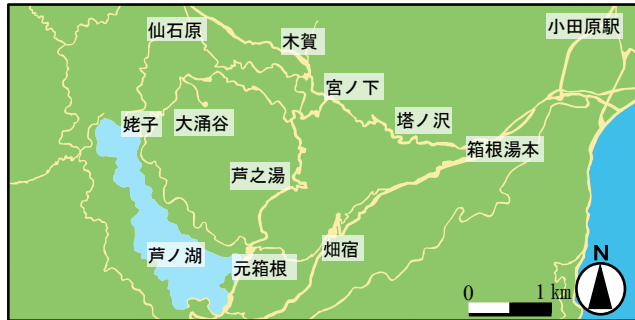 仙石原
木賀
小田原駅
宮ノ下
姥子
大涌谷
塔ノ沢
箱根湯本
芦之湯
畑宿
芦ノ湖
元箱根
N
0 1 km